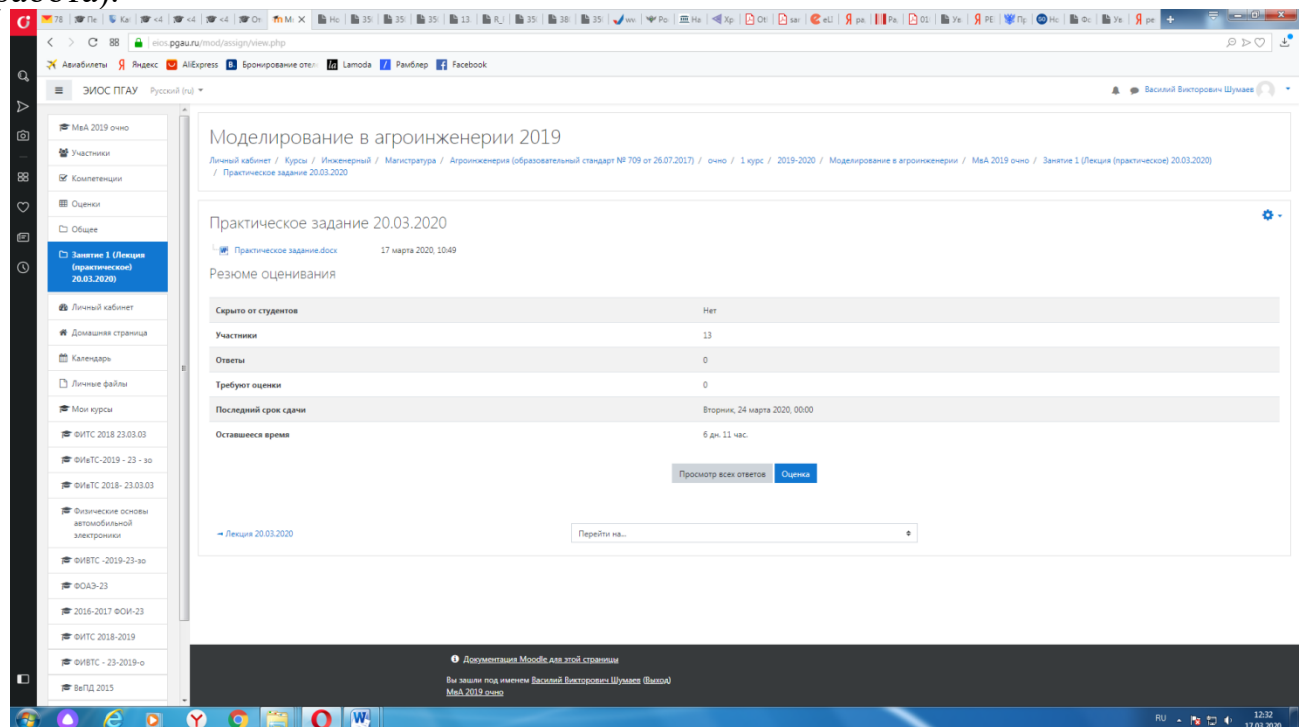 работа).
eios.pgau.ru/mod/assign/view.php
Авиабилеты Яндекс AliExpress Бронирование отел Lamoda Рамблер Facebook
ЭИОС ПГАУ Русский (ru)
Василий Викторович Шумаев
МвА 2019 очно
Участники
Компетенции
Оценки
Общее
Занятие 1 (Лекция
(практическое)
20.03.2020)
Личный кабинет
Домашняя страница
Календарь
Личные файлы
Мои курсы
ФИТС 2018 23.03.03
ФИвТС-2019 - 23 - зо
ФИвТС 2018- 23.03.03
Физические основы
автомобильной
электроники
ФИВТС -2019-23-зо
ФОАЭ-23
2016-2017 ФОИ-23
ФИТС 2018-2019
ФИВТС - 23-2019-о
ВвПД 2015
Моделирование в агроинженерии 2019
Личный кабинет / Курсы / Инженерный / Магистратура / Агроинженерия (образовательный стандарт № 709 от 26.07.2017) / очно / 1 курс / 2019-2020 / Моделирование в агроинженерии / МвА 2019 очно / Занятие 1 (Лекция (практическое) 20.03.2020)
/ Практическое задание 20.03.2020
Практическое задание 20.03.2020
Практическое задание.docx 17 марта 2020, 10:49
Резюме оценивания
Скрыто от студентов Нет
Участники 13
Ответы 0
Требуют оценки 0
Последний срок сдачи Вторник, 24 марта 2020, 00:00
Оставшееся время 6 дн. 11 час.
Просмотр всех ответов Оценка
→ Лекция 20.03.2020 Перейти на...
Документация Moodle для этой страницы
Вы зашли под именем Василий Викторович Шумаев (Выход)
МвА 2019 очно
RU 12:32
17.03.2020